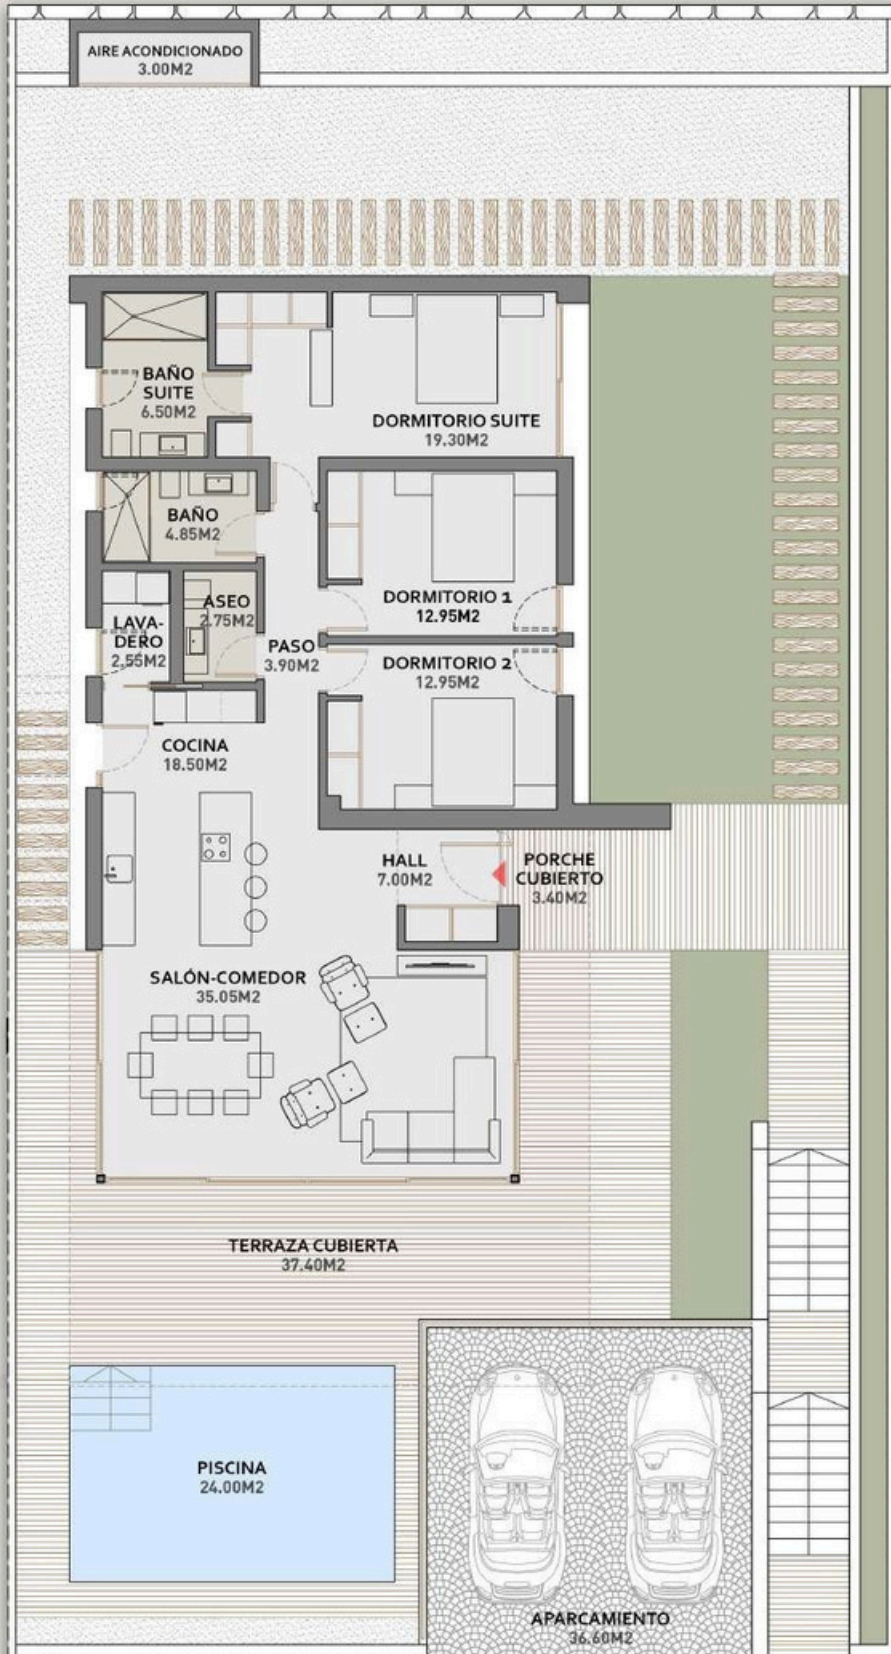 AIRE ACONDICIONADO
3.00M2
BAÑO
SUITE
6.50M2
DORMITORIO SUITE
19.30M2
BAÑO
4.85M2
DORMITORIO 1
12.95M2
ASEO
2.75M2
LAVA-
DERO
2.55M2
PASO
3.90M2
DORMITORIO 2
12.95M2
COCINA
18.50M2
HALL
7.00M2
PORCHE
CUBIERTO
3.40M2
SALÓN-COMEDOR
35.05M2
TERRAZA CUBIERTA
37.40M2
PISCINA
24.00M2
APARCAMIENTO
36.60M2